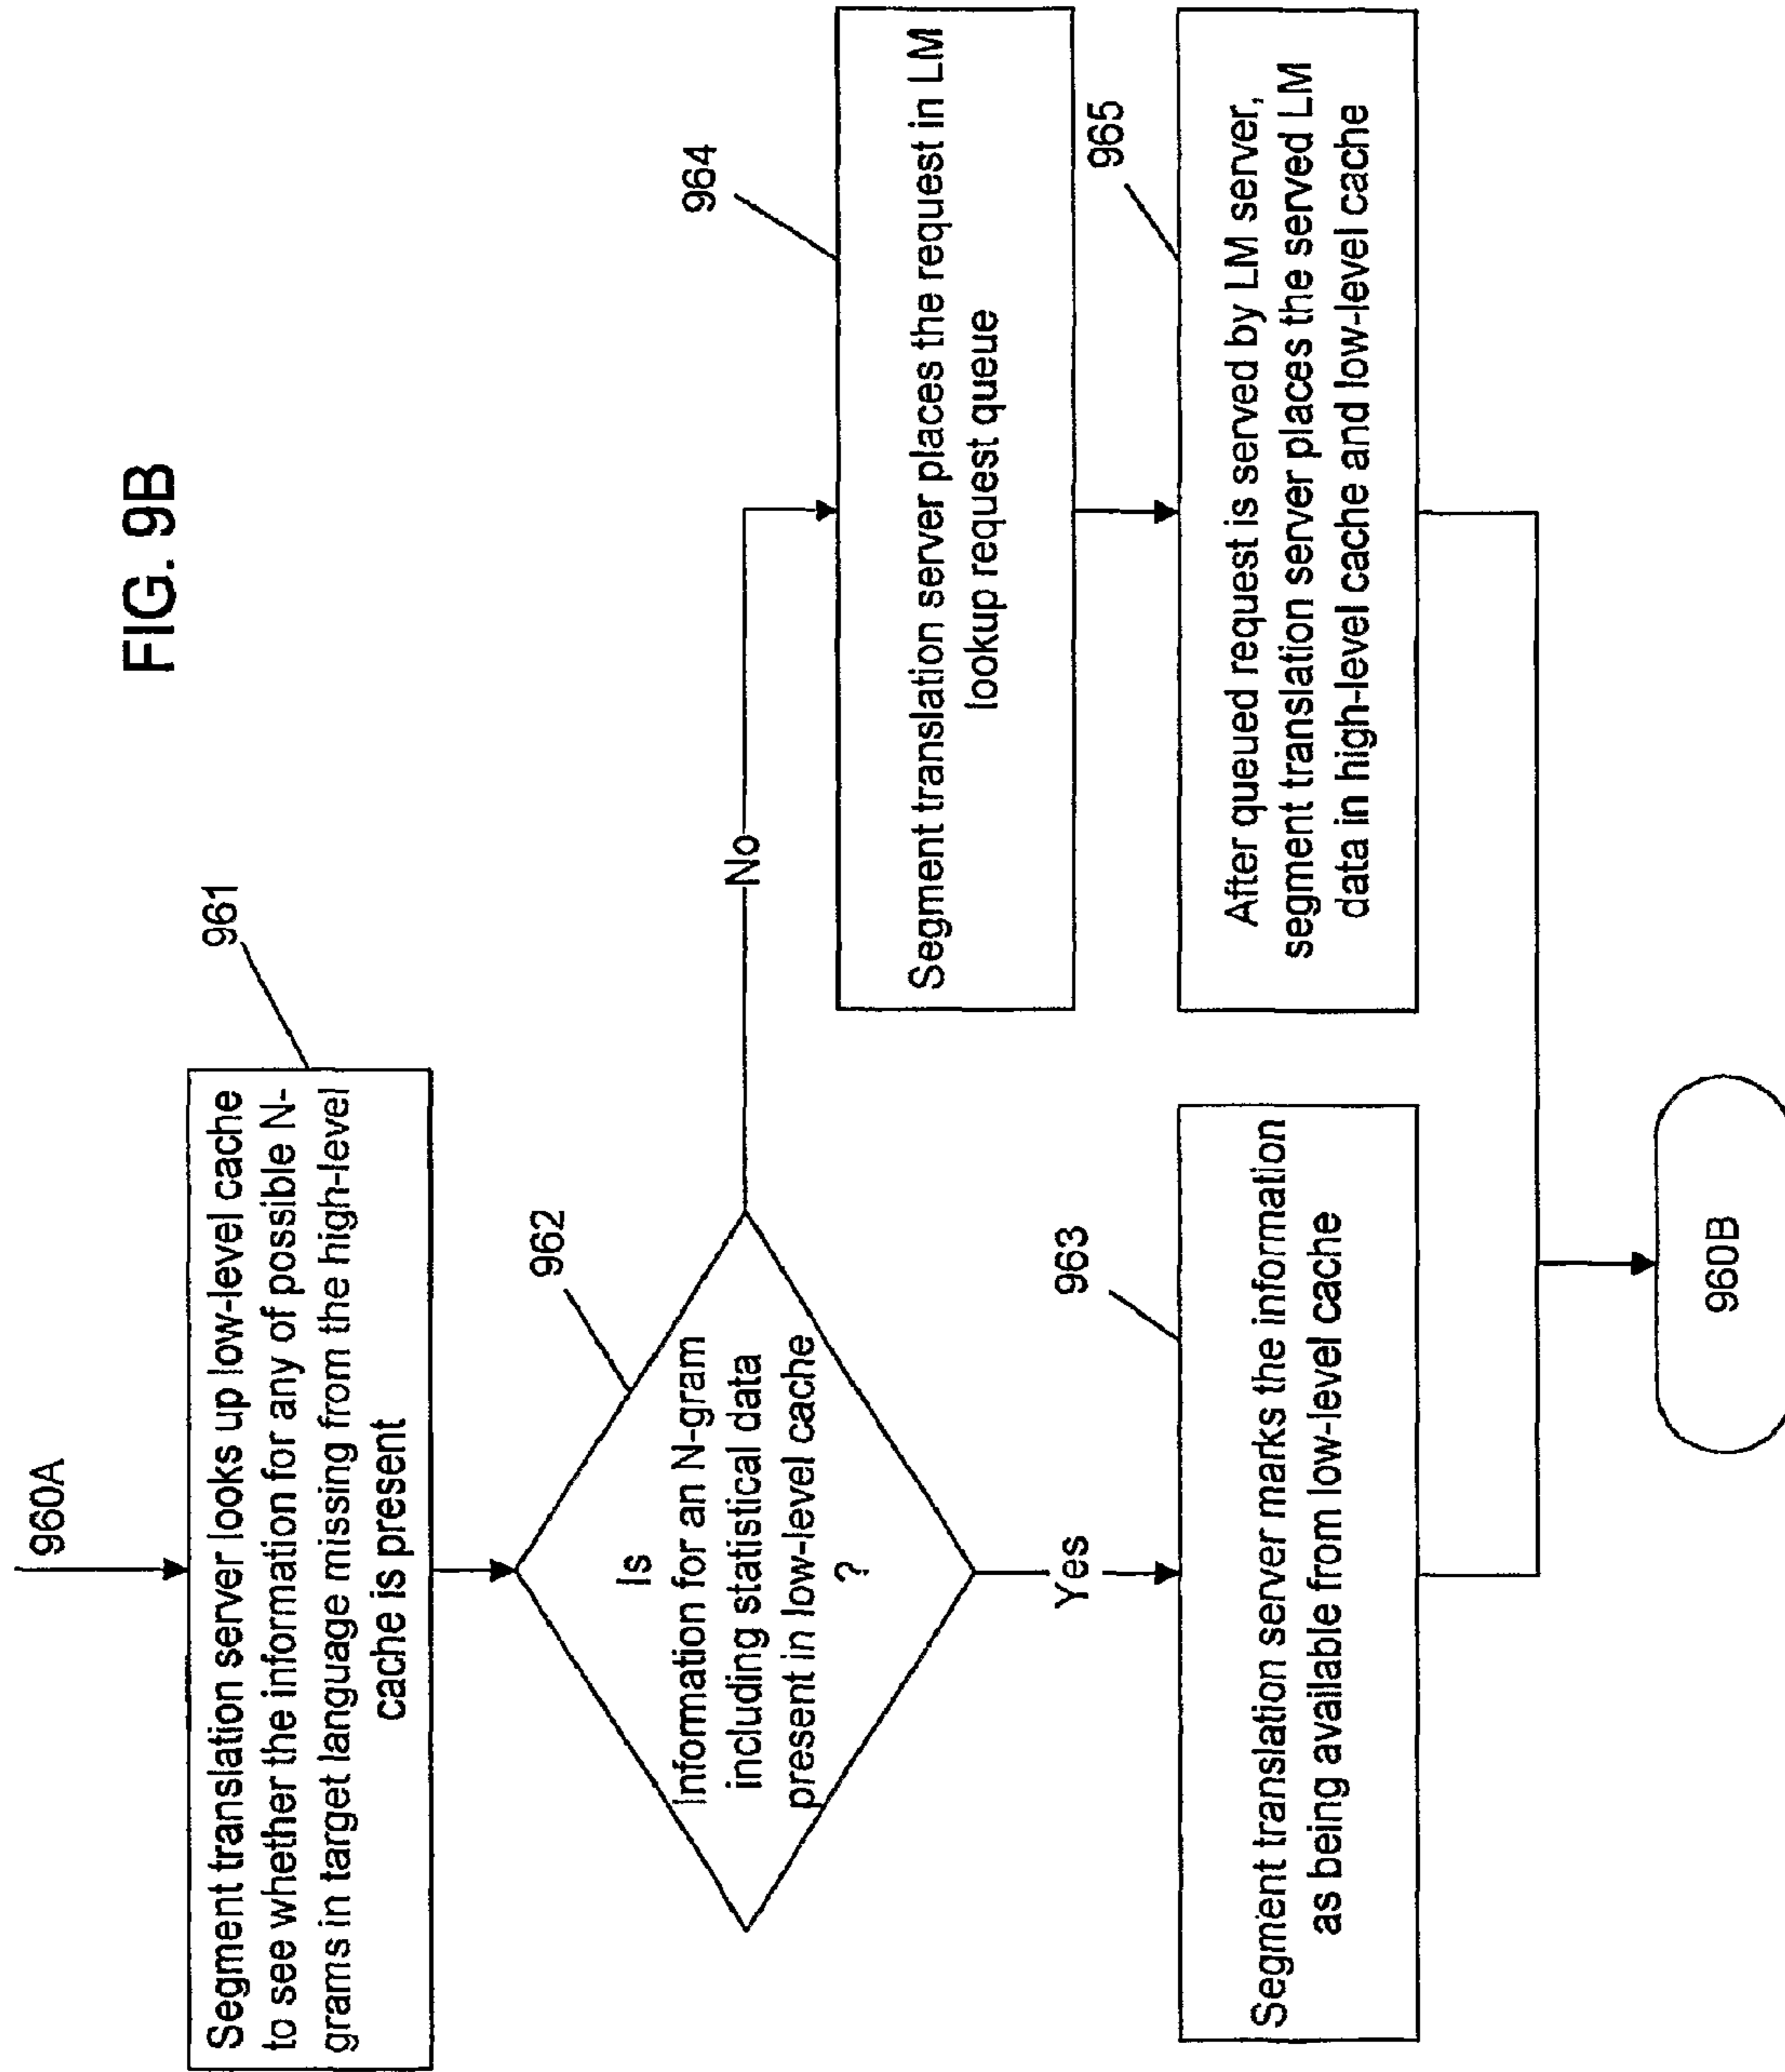 FIG. 9B
960A
961
Segment translation server looks up low-level cache
to see whether the information for any of possible N-
grams in target language missing from the high-level
cache is present
962
Is
Information for an N-gram
including statistical data
present in low-level cache
?
No
Yes
963
Segment translation server marks the information
as being available from low-level cache
964
Segment translation server places the request in LM
lookup request queue
965
After queued request is served by LM server,
segment translation server places the served LM
data in high-level cache and low-level cache
960B